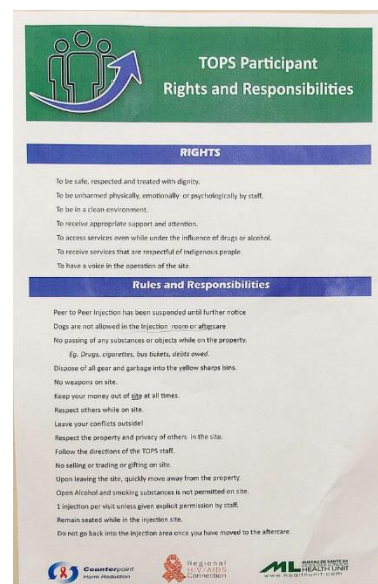 TOPS Participant
Rights and Responsibilities
RIGHTS
To be safe, respected and treated with dignity.
To be unharmed physically, emotionally or psychologically by staff.
To be in a clean environment.
To receive appropriate support and attention.
To access services even while under the influence of drugs or alcohol.
To receive services that are respectful of indigenous people.
To have a voice in the operation of the site.
Rules and Responsibilities
Peer to Peer Injection has been suspended until further notice
Dogs are not allowed in the Injection room or aftercare
No passing of any substances or objects while on the property.
Eg. Drugs, cigarettes, bus tickets, debts owed.
Dispose of all gear and garbage into the yellow sharps bins.
No weapons on site.
Keep your money out of site at all times.
Respect others while on site.
Leave your conflicts outside!
Respect the property and privacy of others in the site.
Follow the directions of the TOPS staff.
No selling or trading or gifting on site.
Upon leaving the site, quickly move away from the property.
Open Alcohol and smoking substances is not permitted on site.
1 injection per visit unless given explicit permission by staff.
Remain seated while in the injection site.
Do not go back into the injection area once you have moved to the aftercare
Counterpoint
Harm Reduction
Regional
HIV/AIDS
Connection
ML
BUREAU DE SANTÉ DE
HEALTH UNIT
www.healthunit.com